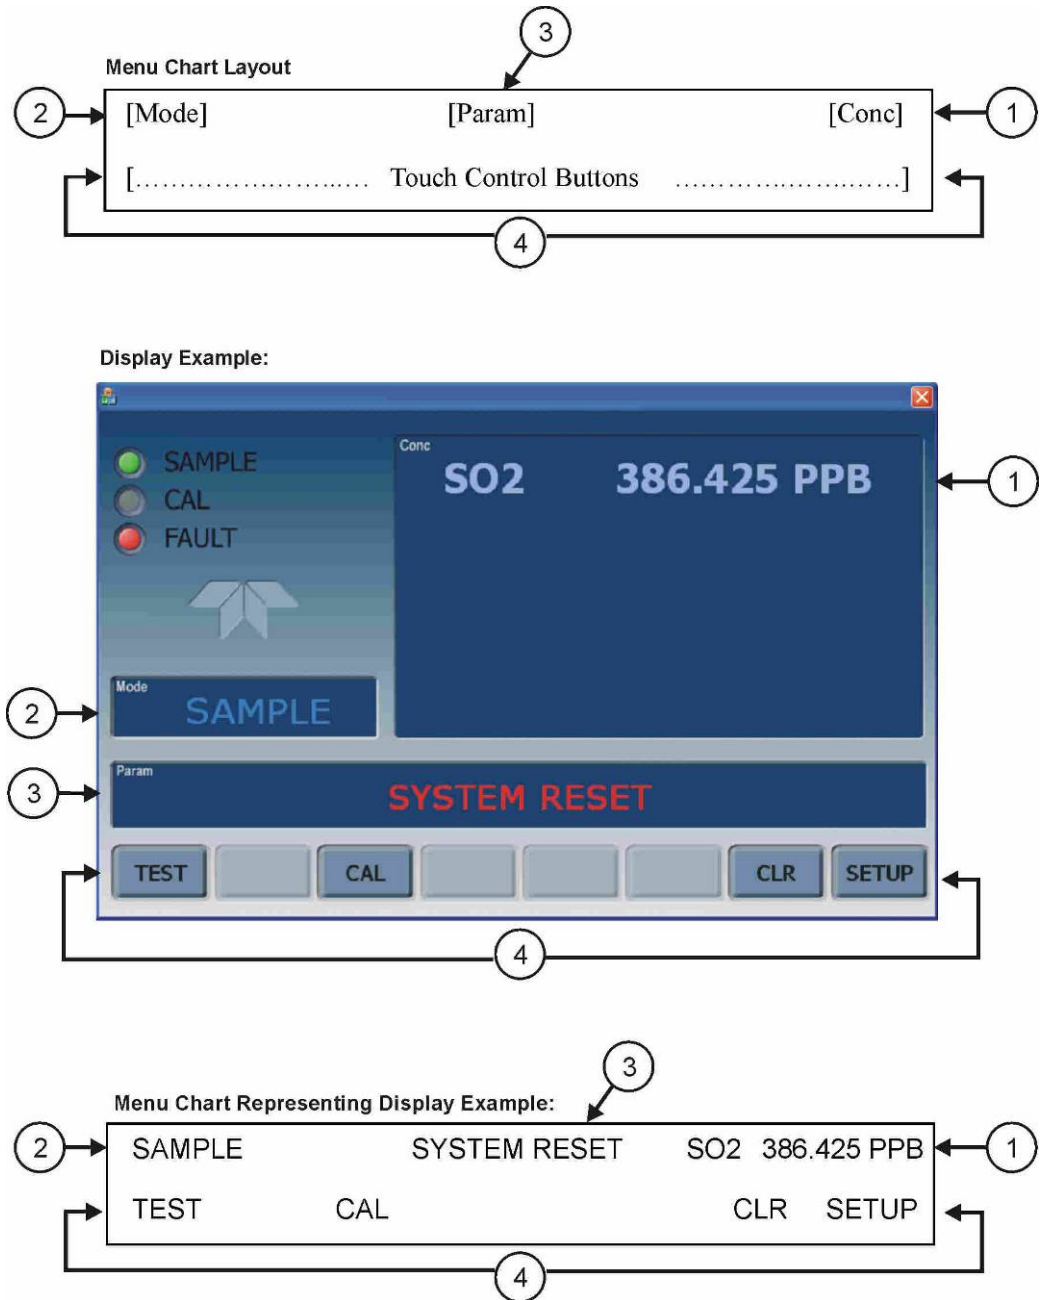 3
Menu Chart Layout
2 [Mode] [Param] [Conc] 1
[........................ Touch Control Buttons ........................]
4
Display Example:
SAMPLE
CAL
FAULT
Conc
SO2 386.425 PPB
1
Mode
2 SAMPLE
Param
3 SYSTEM RESET
TEST CAL CLR SETUP
4
3
Menu Chart Representing Display Example:
2 SAMPLE SYSTEM RESET SO2 386.425 PPB 1
TEST CAL CLR SETUP
4